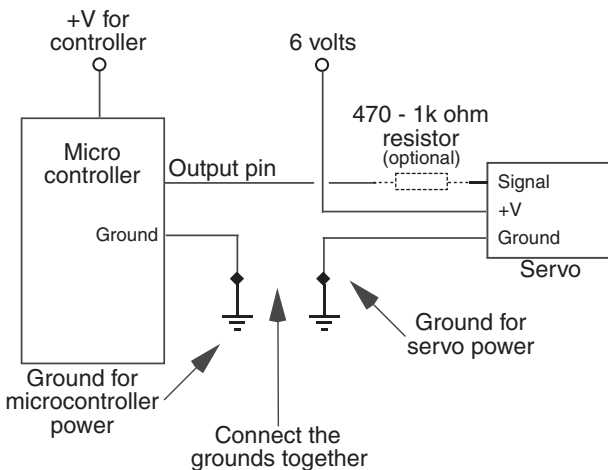 +V for
controller
6 volts
470 - 1k ohm
resistor
(optional)
Micro
controller
Output pin
Signal
+V
Ground
Ground
Servo
Ground for
servo power
Ground for
microcontroller
power
Connect the
grounds together